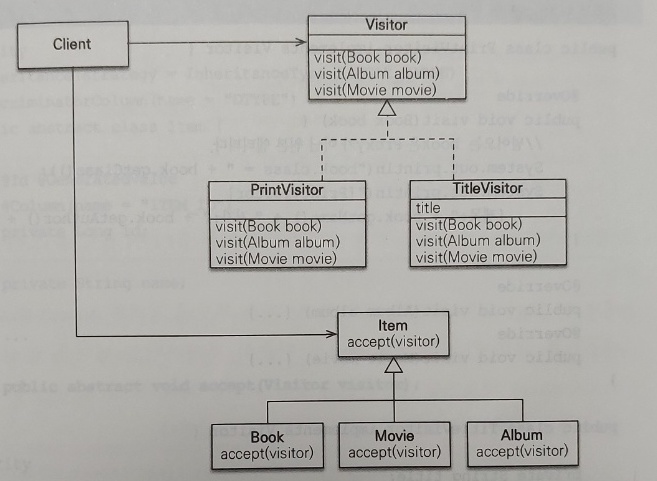 Client
Visitor
visit(Book book)
visit(Album album)
visit(Movie movie)
PrintVisitor
visit(Book book)
visit(Album album)
visit(Movie movie)
TitleVisitor
title
visit(Book book)
visit(Album album)
visit(Movie movie)
Item
accept(visitor)
Book
accept(visitor)
Movie
accept(visitor)
Album
accept(visitor)